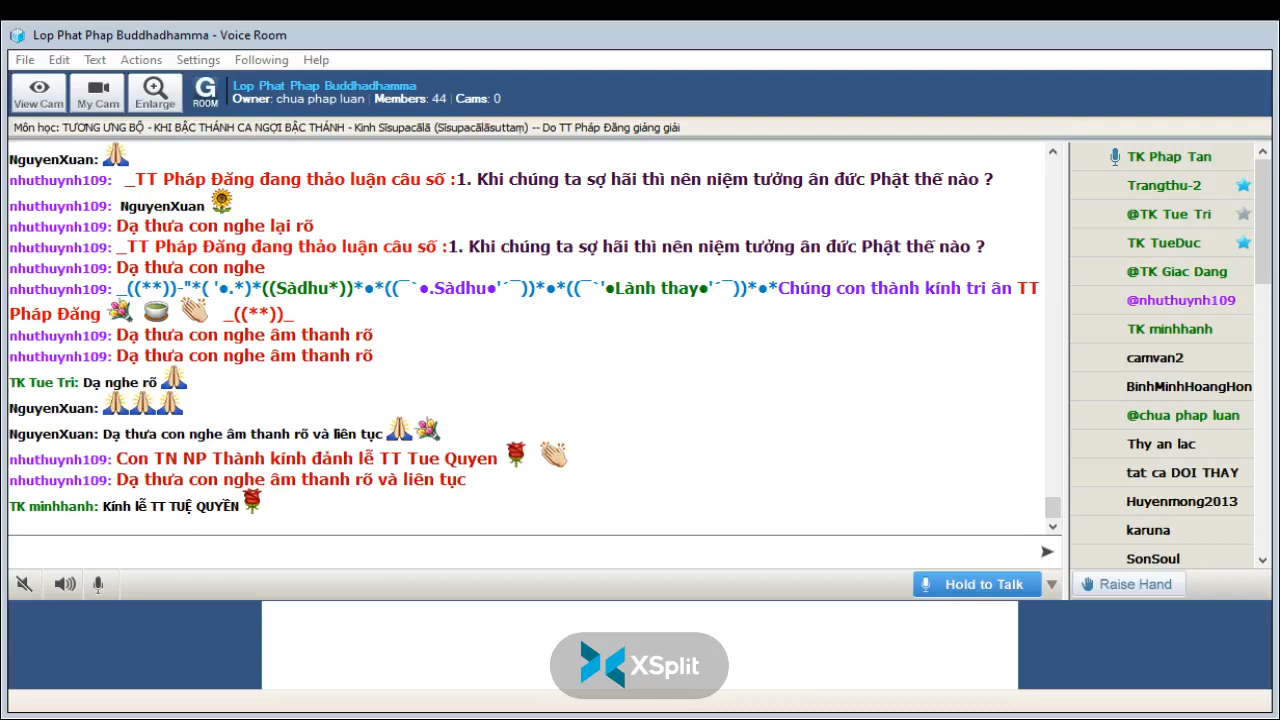 Lop Phat Phap Buddhadhamma - Voice Room
File Edit Text Actions Settings Following Help
View Cam My Cam Enlarge G ROOM
Lop Phat Phap Buddhadhamma
Owner: chua phap luan | Members: 44 | Cams: 0
Môn học: TƯƠNG ƯNG BỘ - KHI BẬC THÁNH CA NGỢI BẬC THÁNH - Kinh Sīsupacālā (Sīsupacālāsuttaṃ) -- Do TT Pháp Đăng giảng giải
NguyenXuan:
nhuthuynh109: _TT Pháp Đăng đang thảo luận câu số :1. Khi chúng ta sợ hãi thì nên niệm tưởng ân đức Phật thế nào ?
nhuthuynh109: NguyenXuan
nhuthuynh109: Dạ thưa con nghe lại rõ
nhuthuynh109: _TT Pháp Đăng đang thảo luận câu số :1. Khi chúng ta sợ hãi thì nên niệm tưởng ân đức Phật thế nào ?
nhuthuynh109: Dạ thưa con nghe
nhuthuynh109: _((**))-"*( '●.*)*((Sàdhu*))*●*((¯`●.Sàdhu●'´¯))*●*((¯`'●Lành thay●'´¯))*●*Chúng con thành kính tri ân TT
Pháp Đăng _((**))_
nhuthuynh109: Dạ thưa con nghe âm thanh rõ
nhuthuynh109: Dạ thưa con nghe âm thanh rõ
TK Tue Tri: Dạ nghe rõ
NguyenXuan:
NguyenXuan: Dạ thưa con nghe âm thanh rõ và liên tục
nhuthuynh109: Con TN NP Thành kính đảnh lễ TT Tue Quyen
nhuthuynh109: Dạ thưa con nghe âm thanh rõ và liên tục
TK minhhanh: Kính lễ TT TUỆ QUYỀN
TK Phap Tan
Trangthu-2
@TK Tue Tri
TK TueDuc
@TK Giac Dang
@nhuthuynh109
TK minhhanh
camvan2
BinhMinhHoangHon
@chua phap luan
Thy an lac
tat ca DOI THAY
Huyenmong2013
karuna
SonSoul
Hold to Talk
Raise Hand
XSplit